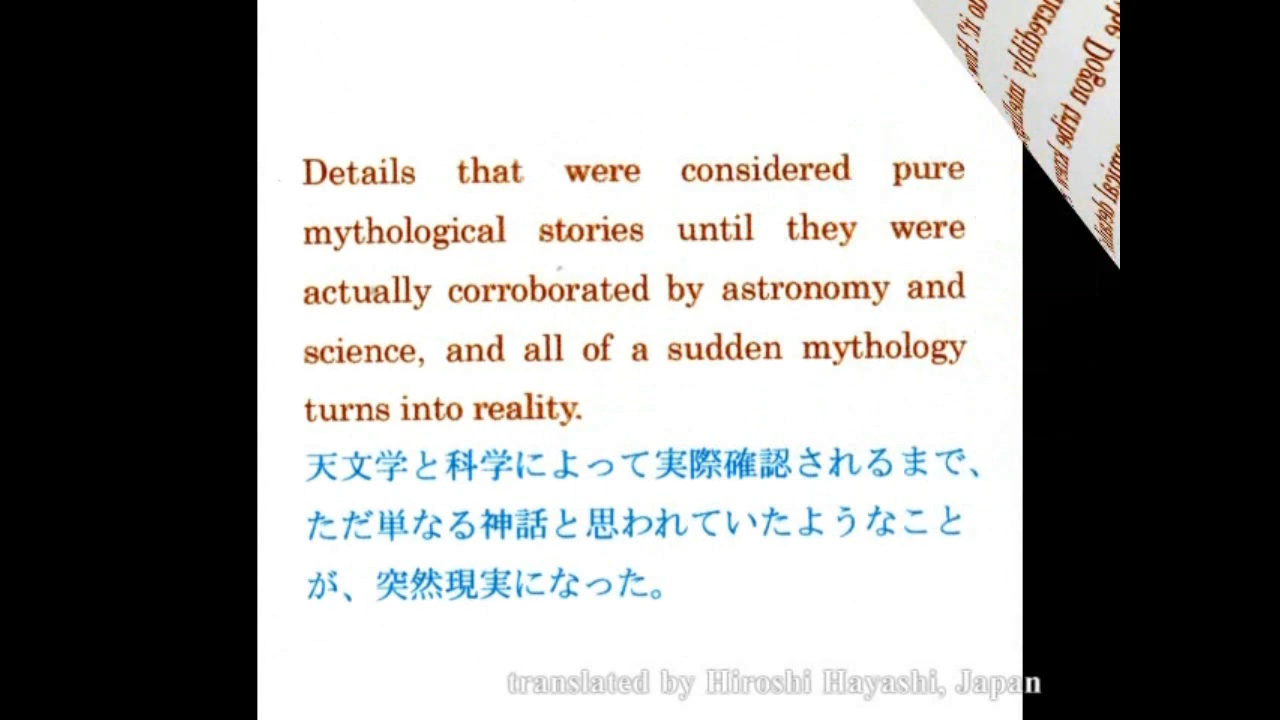 Details that were considered pure
mythological stories until they were
actually corroborated by astronomy and
science, and all of a sudden mythology
turns into reality.
天文学と科学によって実際確認されるまで、
ただ単なる神話と思われていたようなこと
が、突然現実になった。
translated by Hiroshi Hayashi, Japan
Dogon tribe
incredibly